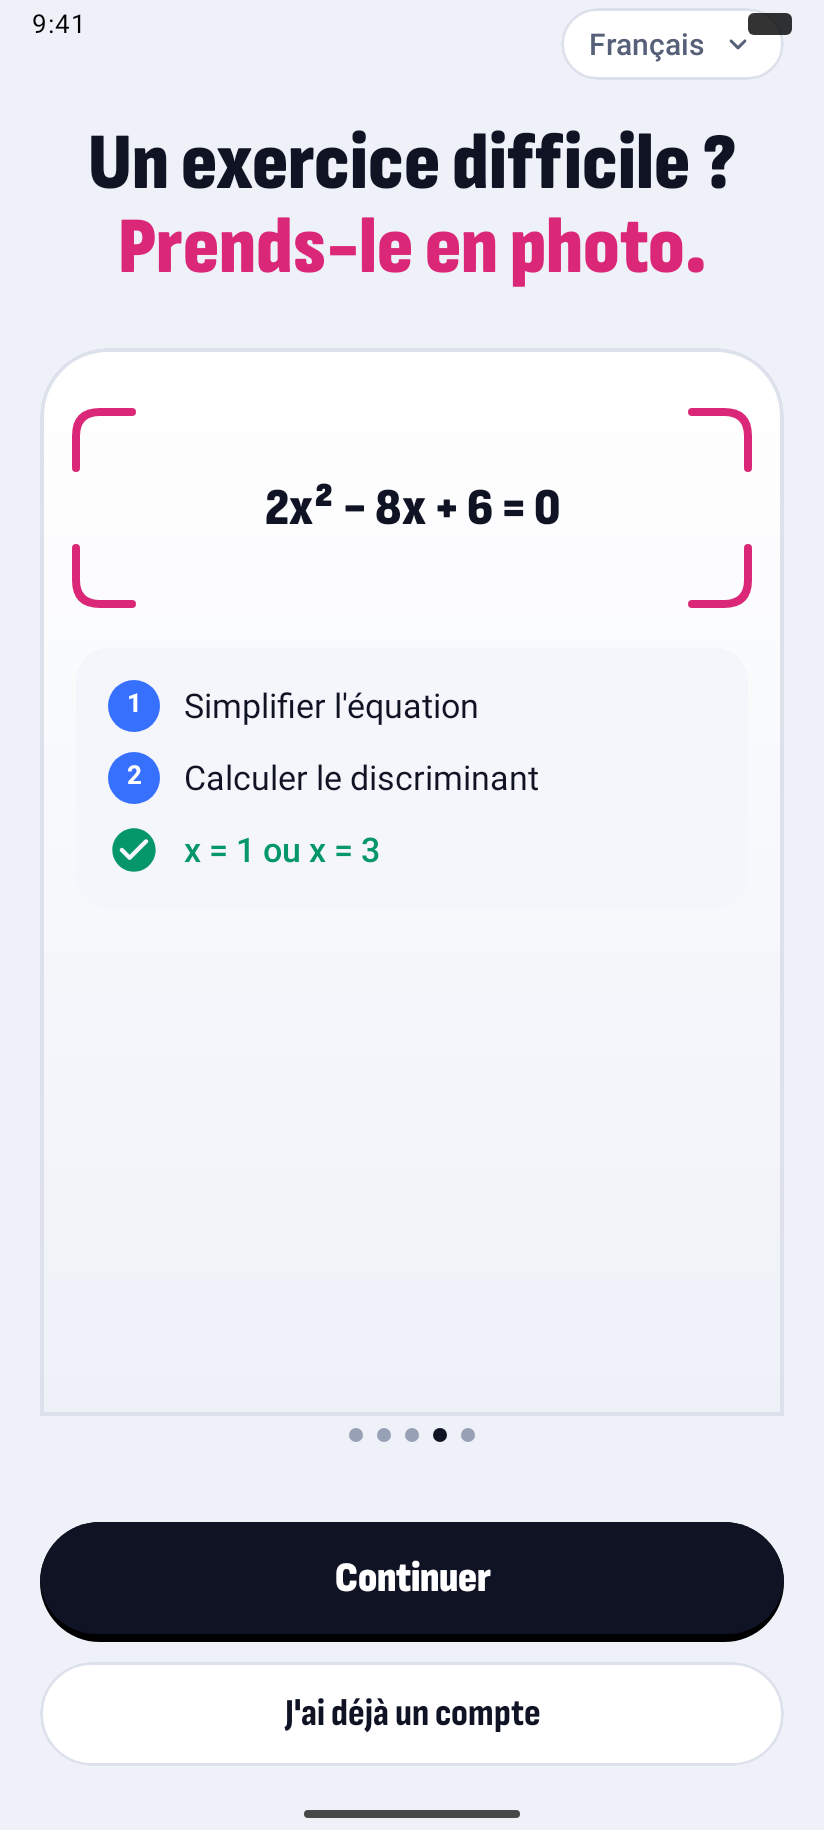 9:41
Français
Un exercice difficile ?
Prends-le en photo.
2x² − 8x + 6 = 0
1 Simplifier l'équation
2 Calculer le discriminant
x = 1 ou x = 3
Continuer
J'ai déjà un compte